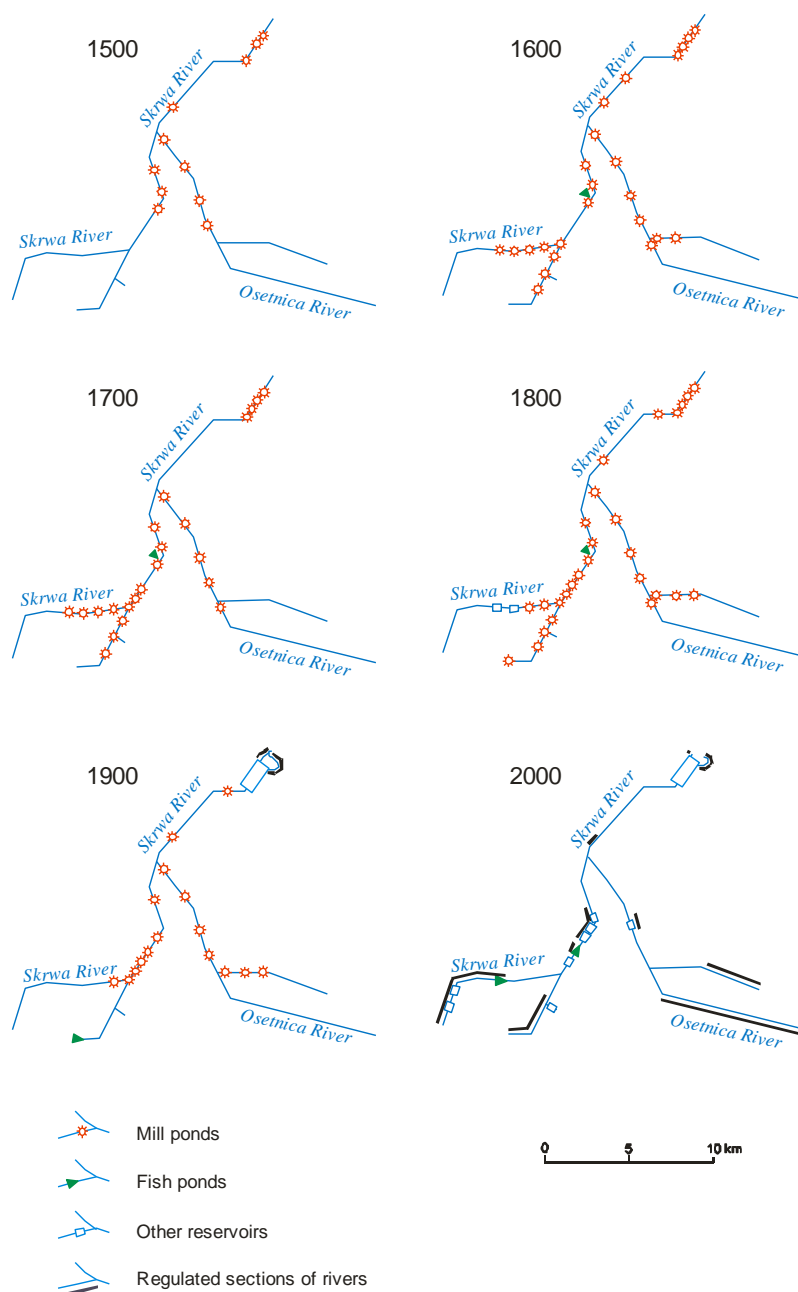 1500
Skrwa River
Skrwa River
Osetnica River
1600
Skrwa River
Skrwa River
Osetnica River
1700
Skrwa River
Skrwa River
Osetnica River
1800
Skrwa River
Skrwa River
Osetnica River
1900
Skrwa River
Skrwa River
Osetnica River
2000
Skrwa River
Skrwa River
Osetnica River
Mill ponds
Fish ponds
Other reservoirs
Regulated sections of rivers
0 5 10 km